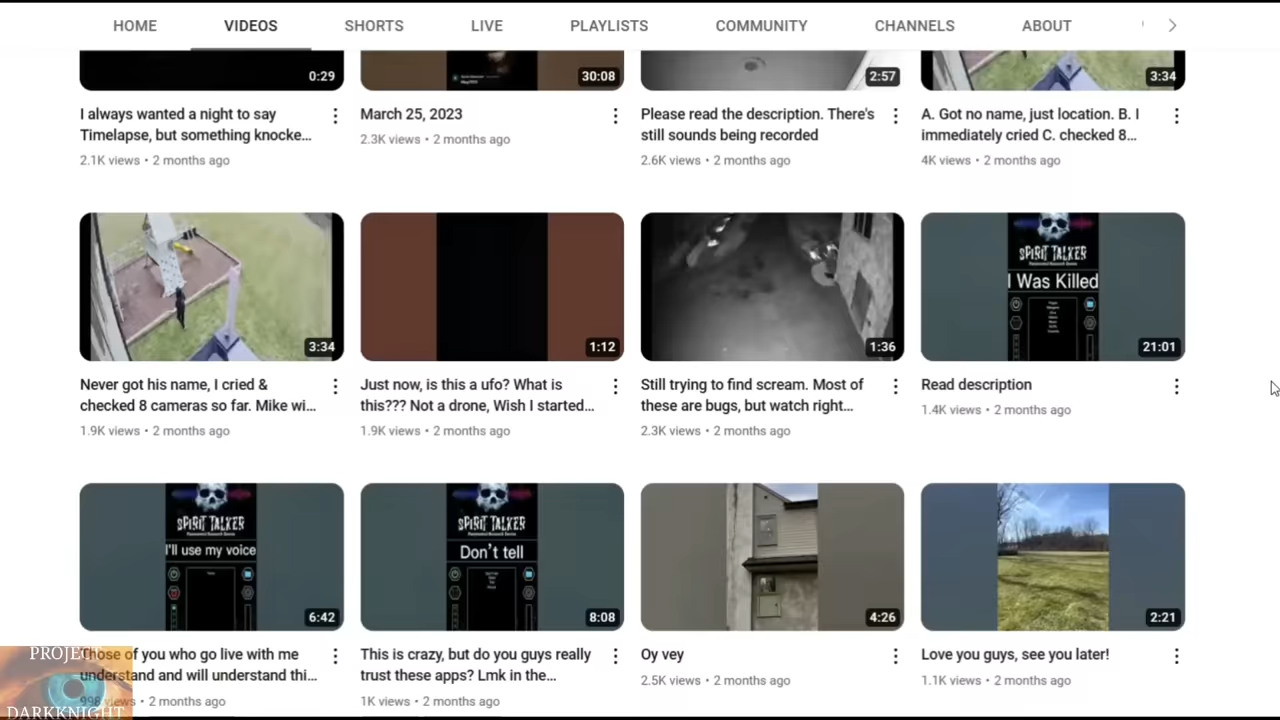 HOME VIDEOS SHORTS LIVE PLAYLISTS COMMUNITY CHANNELS ABOUT
0:29
30:08
2:57
3:34
I always wanted a night to say
Timelapse, but something knocke...
2.1K views • 2 months ago
March 25, 2023
2.3K views • 2 months ago
Please read the description. There's
still sounds being recorded
2.6K views • 2 months ago
A. Got no name, just location. B. I
immediately cried C. checked 8...
4K views • 2 months ago
3:34
Never got his name, I cried &
checked 8 cameras so far. Mike wi...
1.9K views • 2 months ago
1:12
Just now, is this a ufo? What is
this??? Not a drone, Wish I started...
1.9K views • 2 months ago
1:36
Still trying to find scream. Most of
these are bugs, but watch right...
2.3K views • 2 months ago
SPIRIT TALKER
Paranormal Research Device
I Was Killed
21:01
Read description
1.4K views • 2 months ago
SPIRIT TALKER
Paranormal Research Device
I'll use my voice
6:42
Those of you who go live with me
understand and will understand thi...
998 views • 2 months ago
SPIRIT TALKER
Paranormal Research Device
Don't tell
8:08
This is crazy, but do you guys really
trust these apps? Lmk in the...
1K views • 2 months ago
4:26
Oy vey
2.5K views • 2 months ago
2:21
Love you guys, see you later!
1.1K views • 2 months ago
PROJECT
DARKKNIGHT